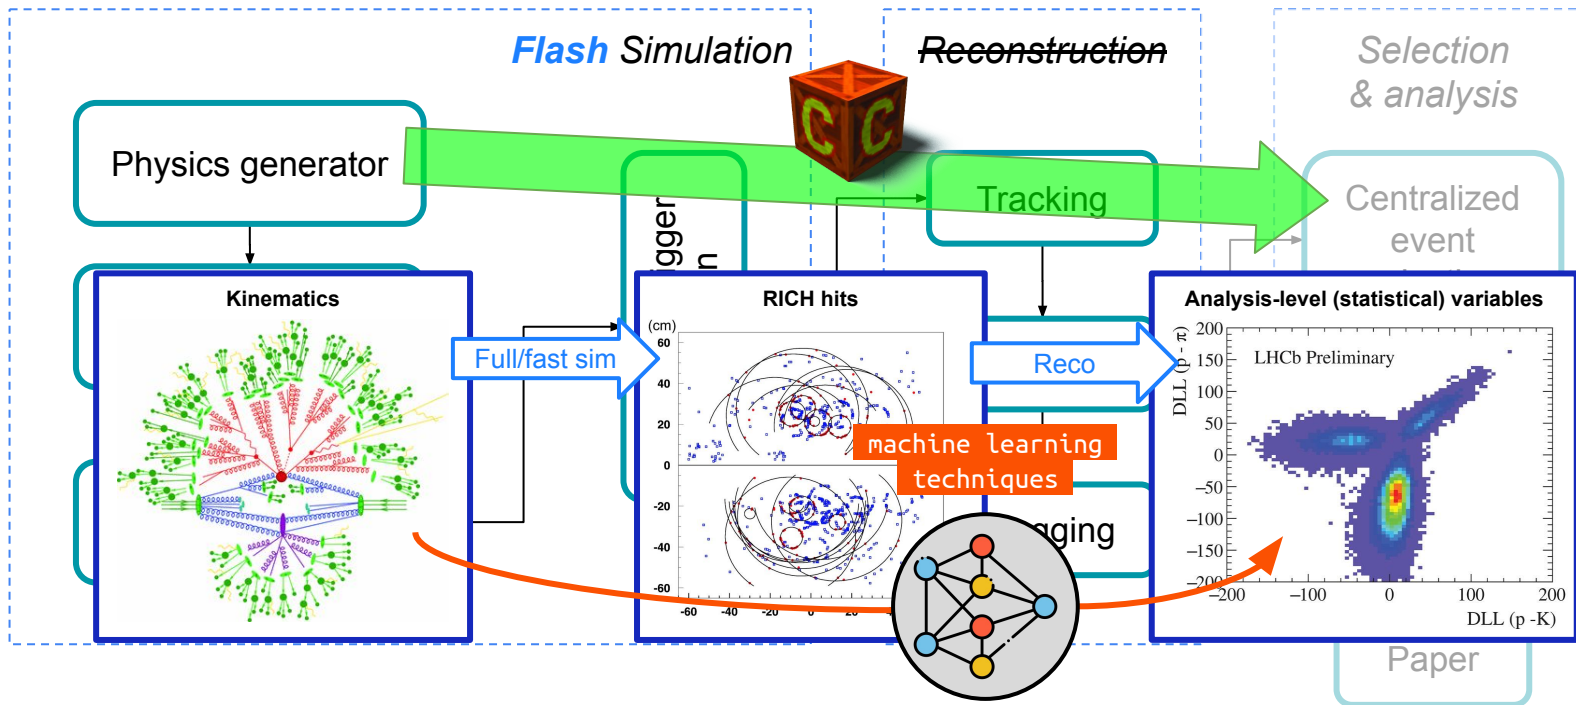 Flash Simulation
Reconstruction
Selection
& analysis
C C
Physics generator
Tracking
Centralized
event
Kinematics
RICH hits
Analysis-level (statistical) variables
Full/fast sim
Reco
(cm)
60
40
20
0
-20
-40
-60
-60
-40
-20
0
20
machine learning
techniques
gging
DLL (p - π)
200
150
100
50
0
−50
−100
−150
−200
LHCb Preliminary
−200
−100
0
100
200
DLL (p -K)
Paper